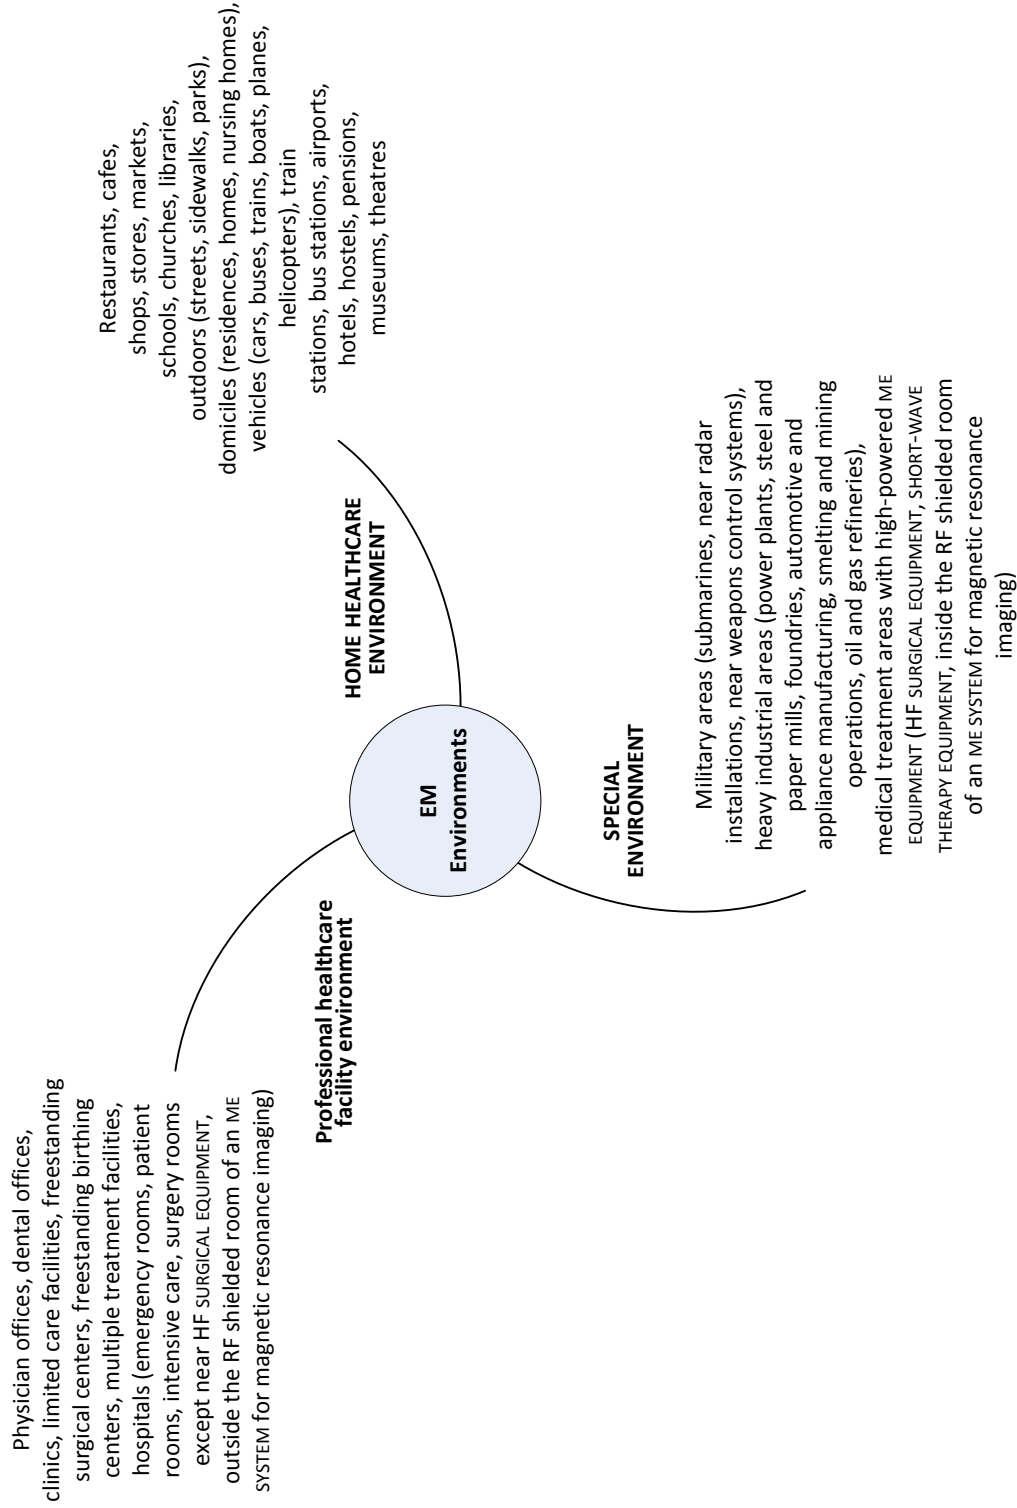 Physician offices, dental offices,
clinics, limited care facilities, freestanding
surgical centers, freestanding birthing
centers, multiple treatment facilities,
hospitals (emergency rooms, patient
rooms, intensive care, surgery rooms
except near HF SURGICAL EQUIPMENT,
outside the RF shielded room of an ME
SYSTEM for magnetic resonance imaging)
Professional healthcare
facility environment
EM
Environments
HOME HEALTHCARE
ENVIRONMENT
Restaurants, cafes,
shops, stores, markets,
schools, churches, libraries,
outdoors (streets, sidewalks, parks),
domiciles (residences, homes, nursing homes),
vehicles (cars, buses, trains, boats, planes,
helicopters), train
stations, bus stations, airports,
hotels, hostels, pensions,
museums, theatres
SPECIAL
ENVIRONMENT
Military areas (submarines, near radar
installations, near weapons control systems),
heavy industrial areas (power plants, steel and
paper mills, foundries, automotive and
appliance manufacturing, smelting and mining
operations, oil and gas refineries),
medical treatment areas with high-powered ME
EQUIPMENT (HF SURGICAL EQUIPMENT, SHORT-WAVE
THERAPY EQUIPMENT, inside the RF shielded room
of an ME SYSTEM for magnetic resonance
imaging)